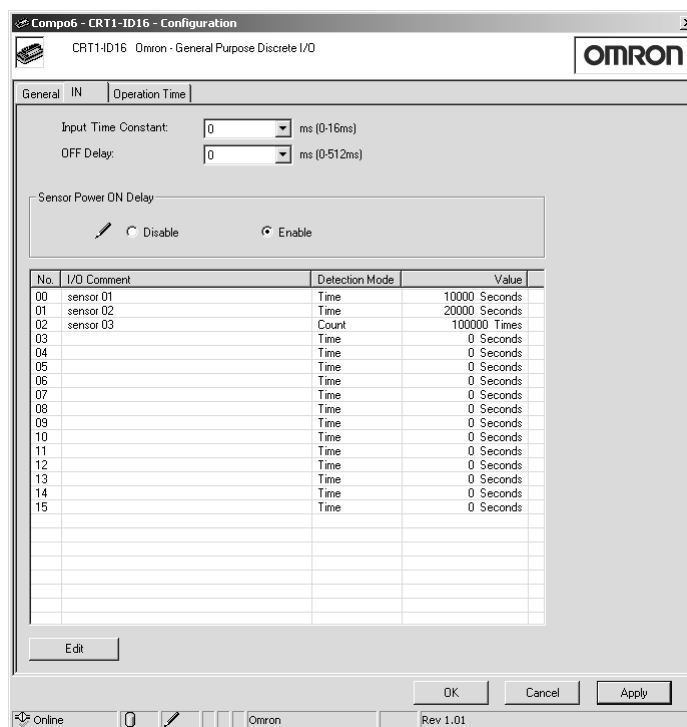 Compo6 - CRT1-ID16 - Configuration
CRT1-ID16 Omron - General Purpose Discrete I/O
OMRON
General IN Operation Time
Input Time Constant: 0 ms (0-16ms)
OFF Delay: 0 ms (0-512ms)
Sensor Power ON Delay
Disable Enable
No. I/O Comment Detection Mode Value
00 sensor 01 Time 10000 Seconds
01 sensor 02 Time 20000 Seconds
02 sensor 03 Count 100000 Times
03 Time 0 Seconds
04 Time 0 Seconds
05 Time 0 Seconds
06 Time 0 Seconds
07 Time 0 Seconds
08 Time 0 Seconds
09 Time 0 Seconds
10 Time 0 Seconds
11 Time 0 Seconds
12 Time 0 Seconds
13 Time 0 Seconds
14 Time 0 Seconds
15 Time 0 Seconds
Edit
OK Cancel Apply
Online Omron Rev 1.01